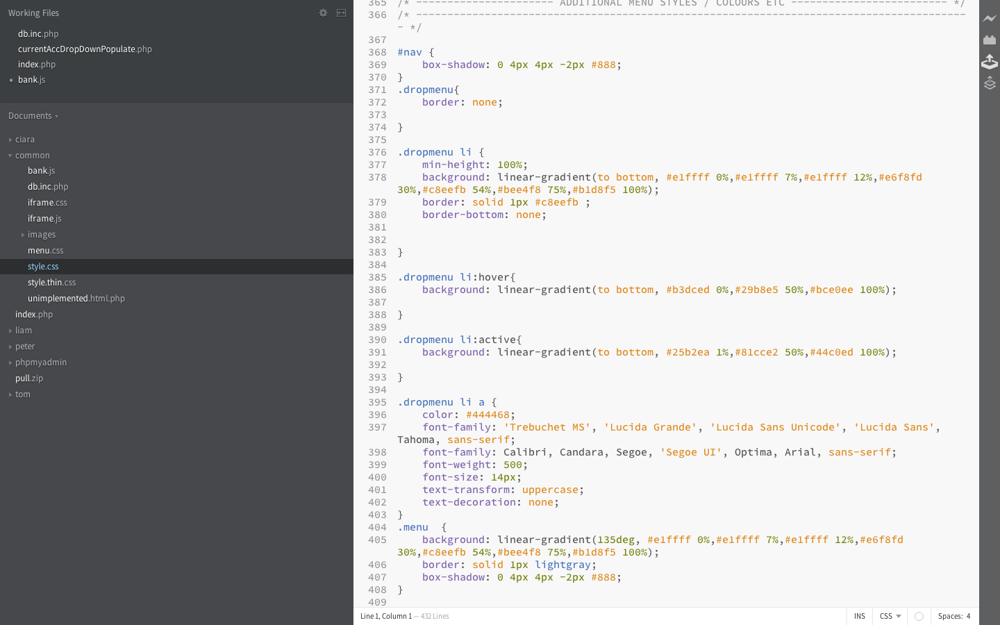 Working Files
db.inc.php
currentAccDropDownPopulate.php
index.php
bank.js
Documents
ciara
common
bank.js
db.inc.php
iframe.css
iframe.js
images
menu.css
style.css
style.thin.css
unimplemented.html.php
index.php
liam
peter
phpmyadmin
pull.zip
tom
365 /* ---------------------- ADDITIONAL MENU STYLES / COLOURS ETC ------------------------- */
366 /* ----------------------------------------------------------------------------------------
- */
367
368 #nav {
369     box-shadow: 0 4px 4px -2px #888;
370 }
371 .dropmenu{
372     border: none;
373
374 }
375
376 .dropmenu li {
377     min-height: 100%;
378     background: linear-gradient(to bottom, #e1ffff 0%,#e1ffff 7%,#e1ffff 12%,#e6f8fd
30%,#c8eefb 54%,#bee4f8 75%,#b1d8f5 100%);
379     border: solid 1px #c8eefb ;
380     border-bottom: none;
381
382
383 }
384
385 .dropmenu li:hover{
386     background: linear-gradient(to bottom, #b3dced 0%,#29b8e5 50%,#bce0ee 100%);
387
388 }
389
390 .dropmenu li:active{
391     background: linear-gradient(to bottom, #25b2ea 1%,#81cce2 50%,#44c0ed 100%);
392
393 }
394
395 .dropmenu li a {
396     color: #444468;
397     font-family: 'Trebuchet MS', 'Lucida Grande', 'Lucida Sans Unicode', 'Lucida Sans',
Tahoma, sans-serif;
398     font-family: Calibri, Candara, Segoe, 'Segoe UI', Optima, Arial, sans-serif;
399     font-weight: 500;
400     font-size: 14px;
401     text-transform: uppercase;
402     text-decoration: none;
403 }
404 .menu  {
405     background: linear-gradient(135deg, #e1ffff 0%,#e1ffff 7%,#e1ffff 12%,#e6f8fd
30%,#c8eefb 54%,#bee4f8 75%,#b1d8f5 100%);
406     border: solid 1px lightgray;
407     box-shadow: 0 4px 4px -2px #888;
408 }
409
Line 1, Column 1 — 432 Lines
INS
CSS
Spaces: 4